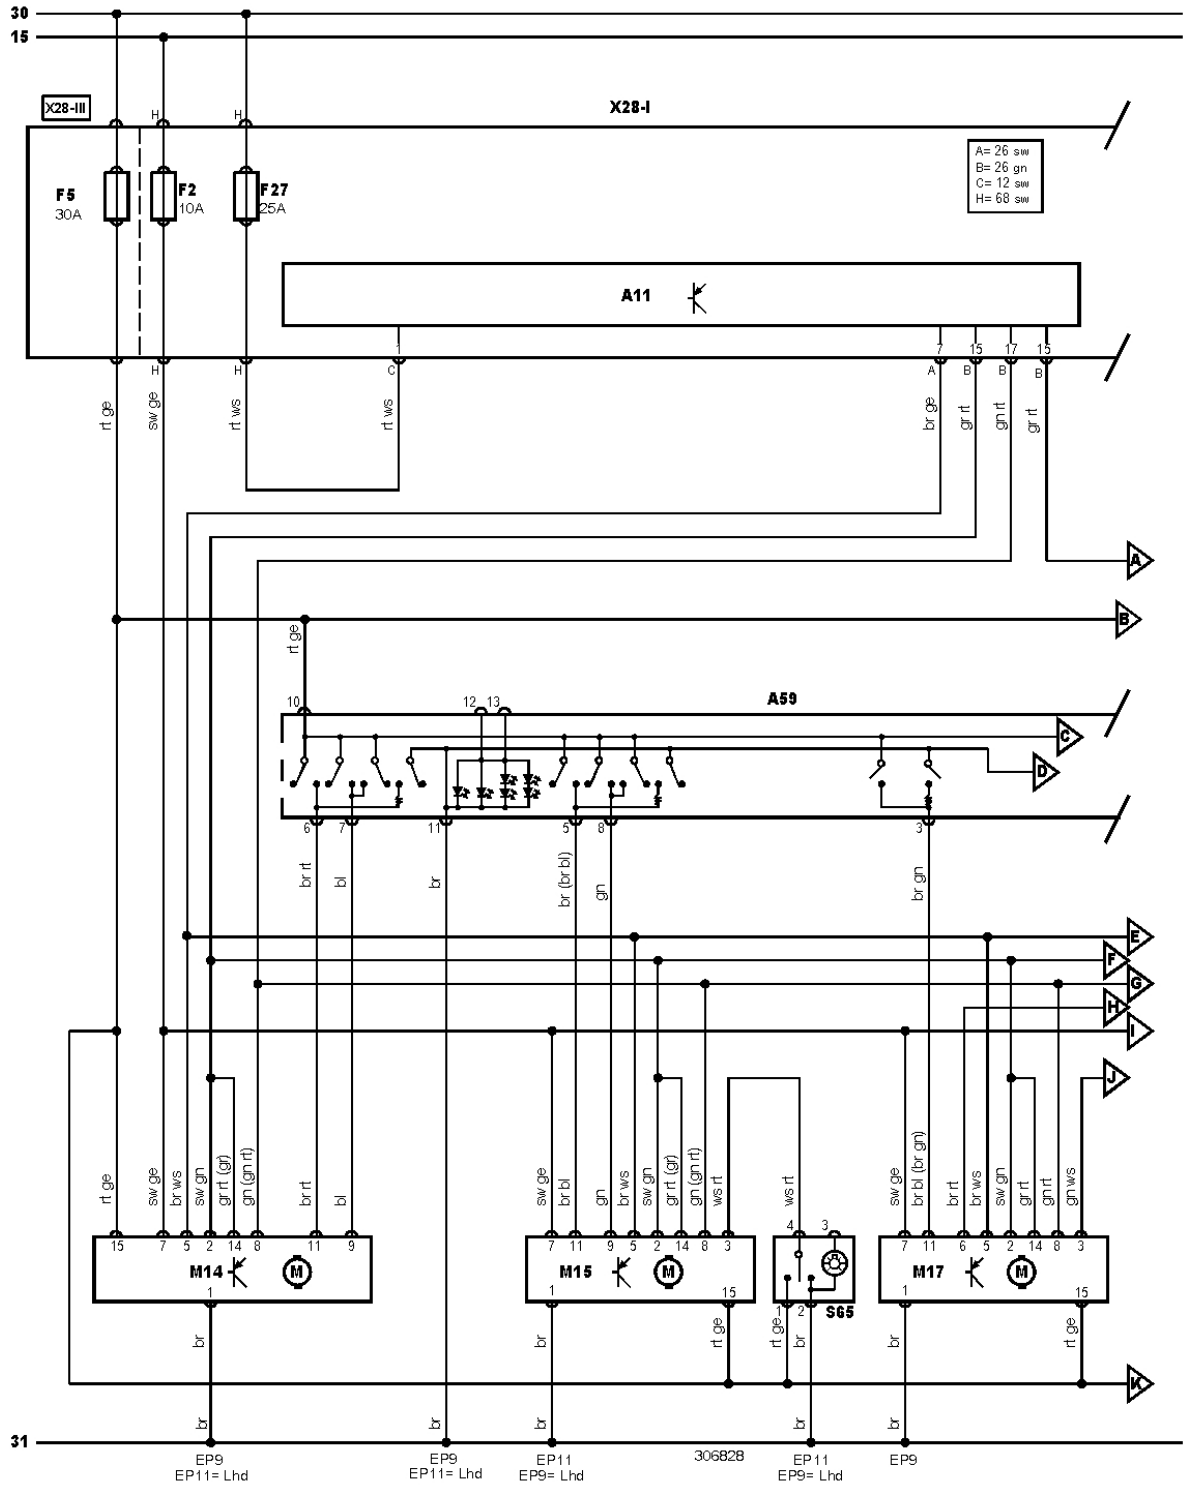 30
15
X28-III
H
H
X28-I
A= 26 sw
B= 26 gn
C= 12 sw
H= 68 sw
F5
30A
F2
10A
F27
25A
A11
1
7
15
17
15
H
H
C
A
B
B
B
rt ge
sw ge
rt ws
rt ws
br ge
gr rt
gn rt
gr rt
A
B
rt ge
10
12
13
A59
C
D
6
7
11
5
8
3
br rt
bl
br
br (br bl)
gn
br gn
E
F
G
H
I
J
rt ge
sw ge
br ws
sw gn
gr rt (gr)
gn (gn rt)
br rt
bl
sw ge
br bl
gn
br ws
sw gn
gr rt (gr)
gn (gn rt)
ws rt
ws rt
sw ge
br bl (br gn)
br rt
br ws
sw gn
gr rt
gn rt
gn ws
4
3
15
7
5
2
14
8
11
9
7
11
9
5
2
14
8
3
7
11
6
5
2
14
8
3
M14
M
M15
M
M17
M
1
1
15
1
2
S65
1
15
br
br
rt ge
rt ge
br
br
rt ge
K
br
br
br
br
br
31
EP9
EP11= Lhd
EP9
EP11= Lhd
EP11
EP9= Lhd
306828
EP11
EP9= Lhd
EP9